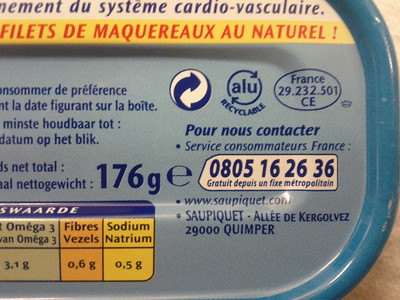 nement du système cardio-vasculaire.
FILETS DE MAQUEREAUX AU NATUREL !
onsommer de préférence
nt la date figurant sur la boîte.
minste houdbaar tot :
datum op het blik.
ds net total :
aal nettogewicht : 176g e
alu
RECYCLABLE
France
29.232.501
CE
Pour nous contacter
• Service consommateurs France :
0805 16 26 36
Gratuit depuis un fixe métropolitain
• www.saupiquet.com
• SAUPIQUET - ALLÉE DE KERGOLVEZ
29000 QUIMPER
SWAARDE
t Oméga 3 Fibres Sodium
van Oméga 3 Vezels Natrium
3,1 g 0,6 g 0,5 g